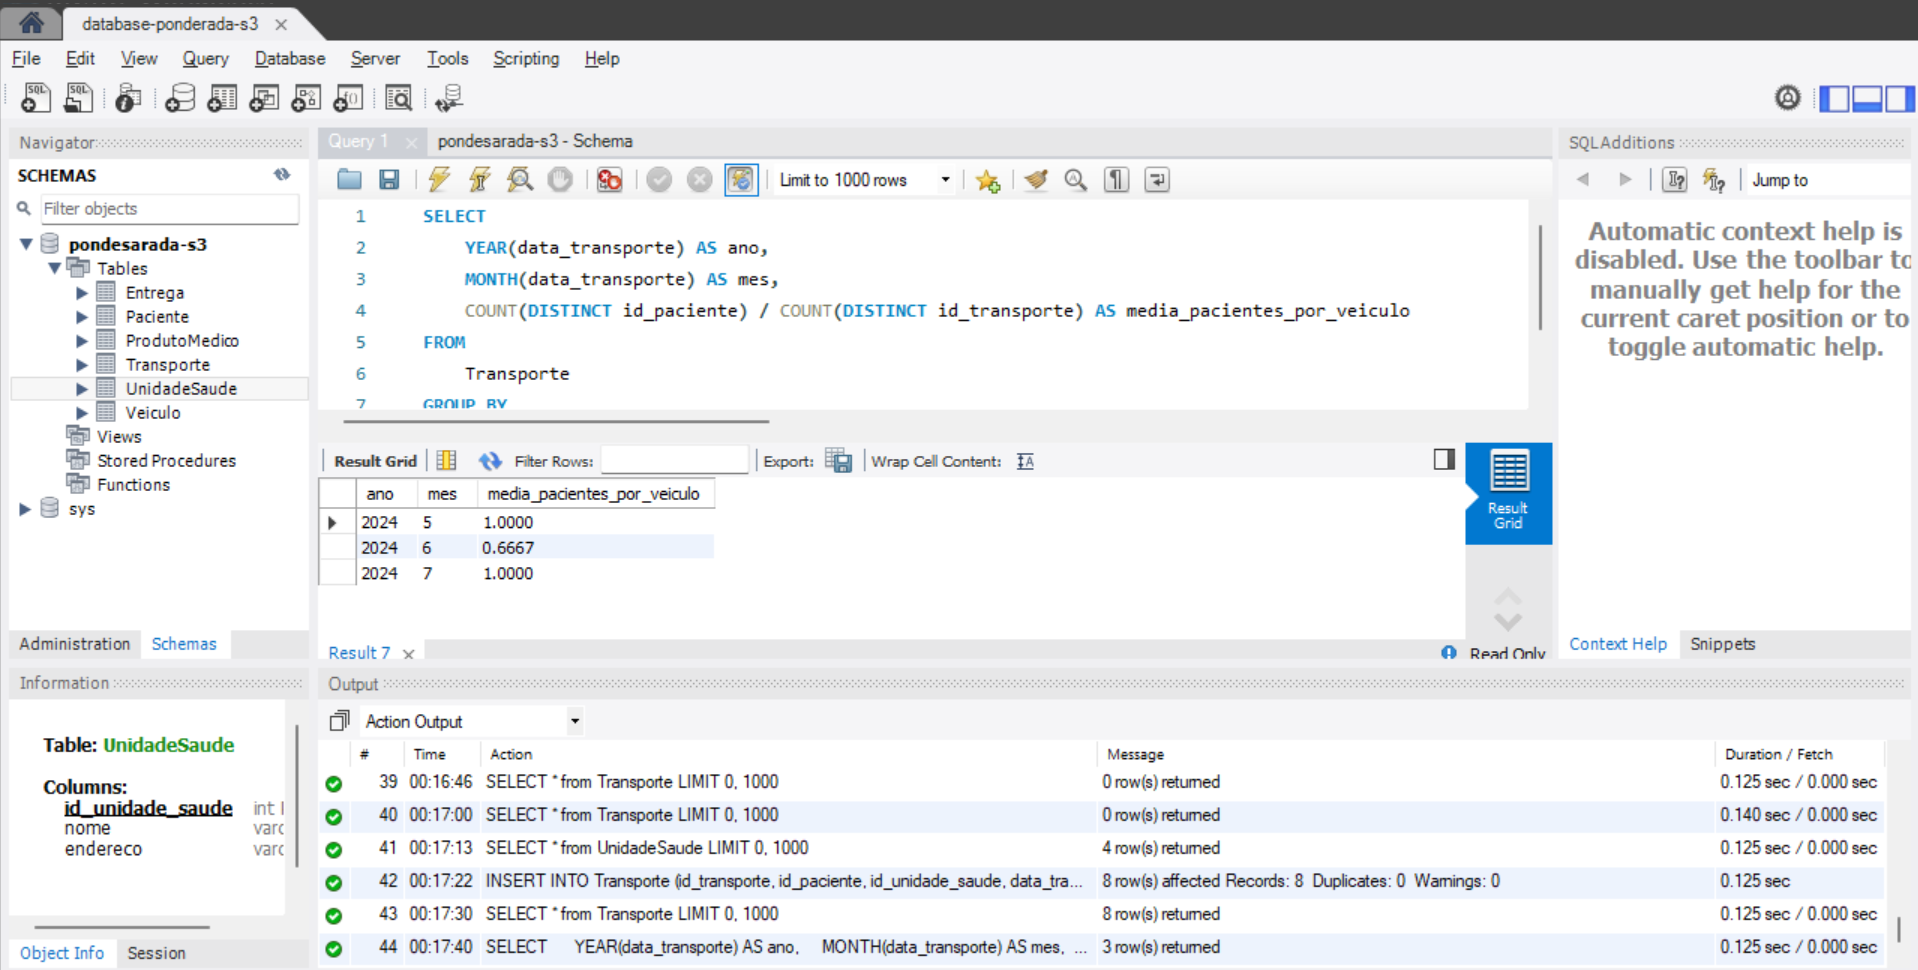 database-ponderada-s3
File Edit View Query Database Server Tools Scripting Help
Navigator
SCHEMAS
Filter objects
pondesarada-s3
Tables
Entrega
Paciente
ProdutoMedico
Transporte
UnidadeSaude
Veiculo
Views
Stored Procedures
Functions
sys
Administration Schemas
Information
Table: UnidadeSaude
Columns:
id_unidade_saude int
nome varc
endereco varc
Object Info Session
Query 1 pondesarada-s3 - Schema
Limit to 1000 rows
1 SELECT
2 YEAR(data_transporte) AS ano,
3 MONTH(data_transporte) AS mes,
4 COUNT(DISTINCT id_paciente) / COUNT(DISTINCT id_transporte) AS media_pacientes_por_veiculo
5 FROM
6 Transporte
7 GROUP BY
Result Grid Filter Rows: Export: Wrap Cell Content:
ano mes media_pacientes_por_veiculo
2024 5 1.0000
2024 6 0.6667
2024 7 1.0000
Result Grid
Result 7
Read Only
SQLAdditions
Jump to
Automatic context help is
disabled. Use the toolbar to
manually get help for the
current caret position or to
toggle automatic help.
Context Help Snippets
Output
Action Output
# Time Action Message Duration / Fetch
39 00:16:46 SELECT * from Transporte LIMIT 0, 1000 0 row(s) returned 0.125 sec / 0.000 sec
40 00:17:00 SELECT * from Transporte LIMIT 0, 1000 0 row(s) returned 0.140 sec / 0.000 sec
41 00:17:13 SELECT * from UnidadeSaude LIMIT 0, 1000 4 row(s) returned 0.125 sec / 0.000 sec
42 00:17:22 INSERT INTO Transporte (id_transporte, id_paciente, id_unidade_saude, data_tra... 8 row(s) affected Records: 8 Duplicates: 0 Warnings: 0 0.125 sec
43 00:17:30 SELECT * from Transporte LIMIT 0, 1000 8 row(s) returned 0.125 sec / 0.000 sec
44 00:17:40 SELECT YEAR(data_transporte) AS ano, MONTH(data_transporte) AS mes, ... 3 row(s) returned 0.125 sec / 0.000 sec